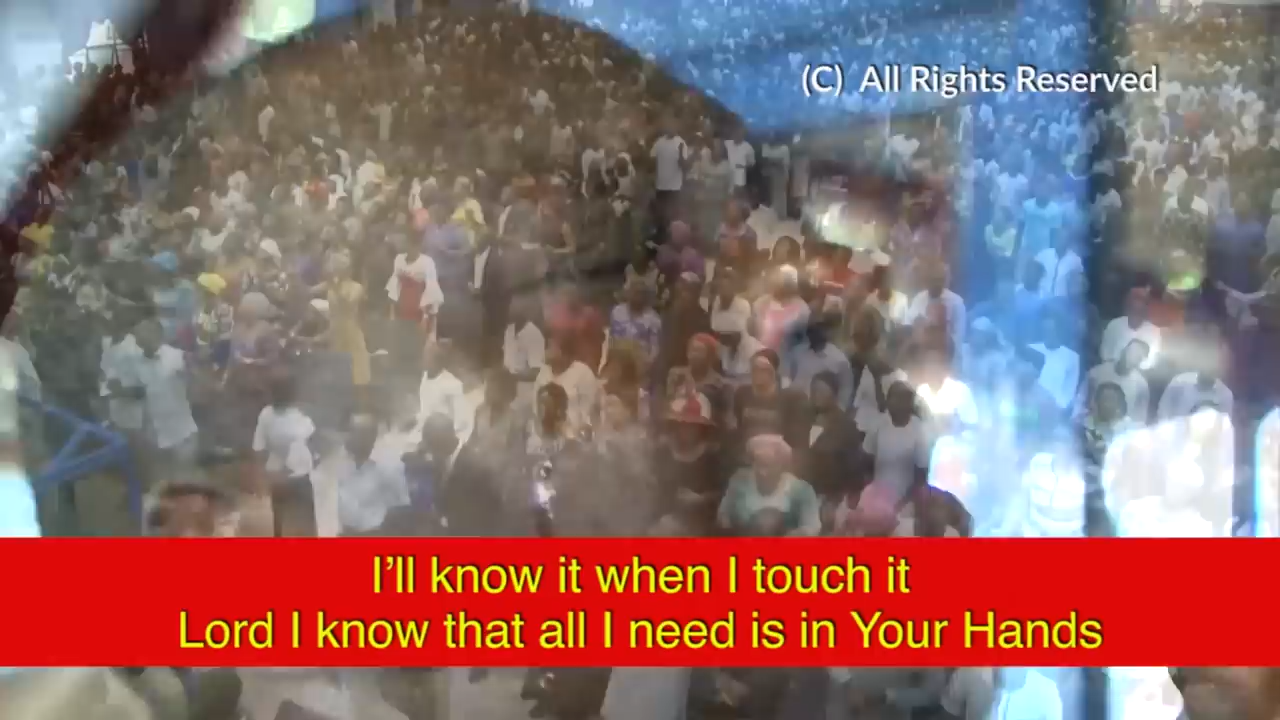 (C) All Rights Reserved
I’ll know it when I touch it
Lord I know that all I need is in Your Hands